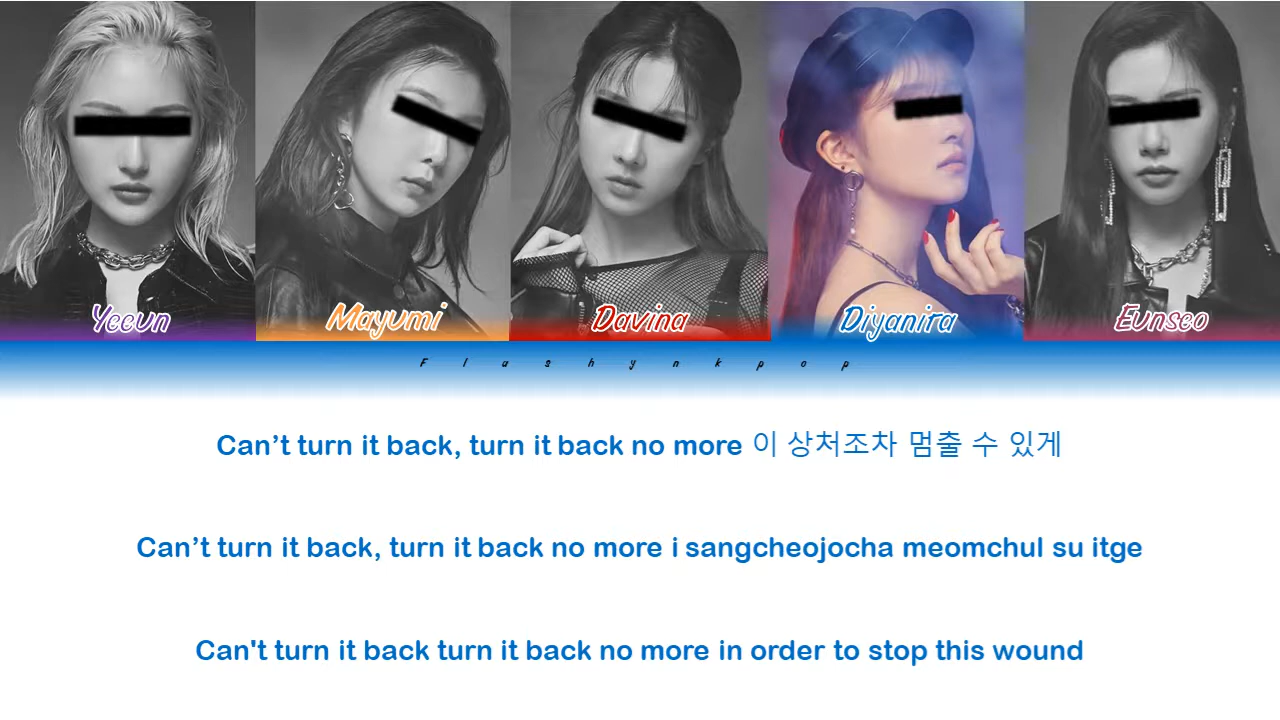 Yeeun Mayumi Davina Diyanira Eunseo
Flashynkpop
Can’t turn it back, turn it back no more 이 상처조차 멈출 수 있게
Can’t turn it back, turn it back no more i sangcheojocha meomchul su itge
Can't turn it back turn it back no more in order to stop this wound